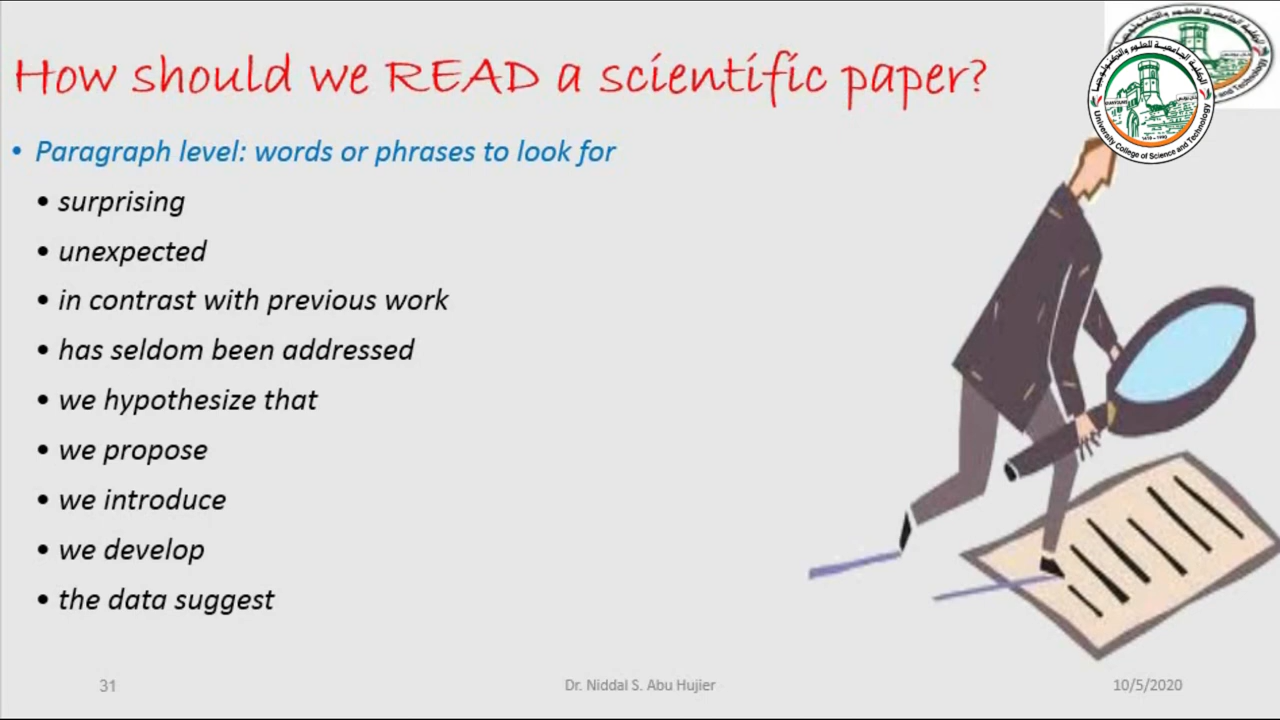 How should we READ a scientific paper?
• Paragraph level: words or phrases to look for
• surprising
• unexpected
• in contrast with previous work
• has seldom been addressed
• we hypothesize that
• we propose
• we introduce
• we develop
• the data suggest
University College of Science and Technology
and Technology
31
Dr. Niddal S. Abu Hujier
10/5/2020